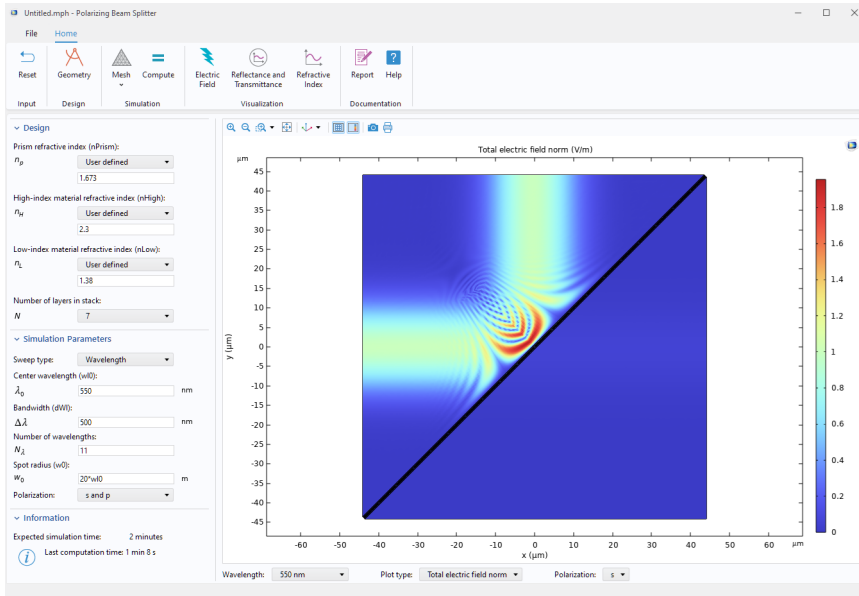 Untitled.mph - Polarizing Beam Splitter
File Home
Reset Geometry Mesh Compute Electric Field Reflectance and Transmittance Refractive Index Report Help
Input Design Simulation Visualization Documentation
Design
Prism refractive index (nPrism):
n_p User defined
1.673
High-index material refractive index (nHigh):
n_H User defined
2.3
Low-index material refractive index (nLow):
n_L User defined
1.38
Number of layers in stack:
N 7
Simulation Parameters
Sweep type: Wavelength
Center wavelength (wl0):
λ_0 550 nm
Bandwidth (dWl):
Δλ 500 nm
Number of wavelengths:
N_λ 11
Spot radius (w0):
w_0 20*wl0 m
Polarization: s and p
Information
Expected simulation time: 2 minutes
Last computation time: 1 min 8 s
Total electric field norm (V/m)
μm
45
40
35
30
25
20
15
10
5
0
-5
-10
-15
-20
-25
-30
-35
-40
-45
y (μm)
-60 -50 -40 -30 -20 -10 0 10 20 30 40 50 60 μm
x (μm)
1.8
1.6
1.4
1.2
1
0.8
0.6
0.4
0.2
0
Wavelength: 550 nm Plot type: Total electric field norm Polarization: s